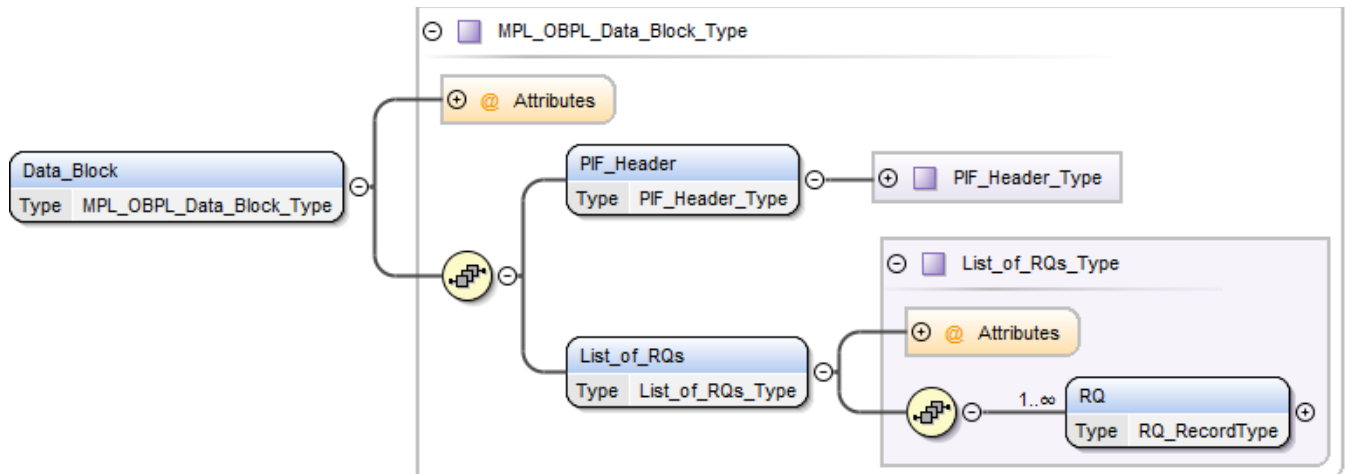 MPL_OBPL_Data_Block_Type
@ Attributes
Data_Block
Type MPL_OBPL_Data_Block_Type
PIF_Header
Type PIF_Header_Type
PIF_Header_Type
List_of_RQs_Type
@ Attributes
List_of_RQs
Type List_of_RQs_Type
1..∞
RQ
Type RQ_RecordType